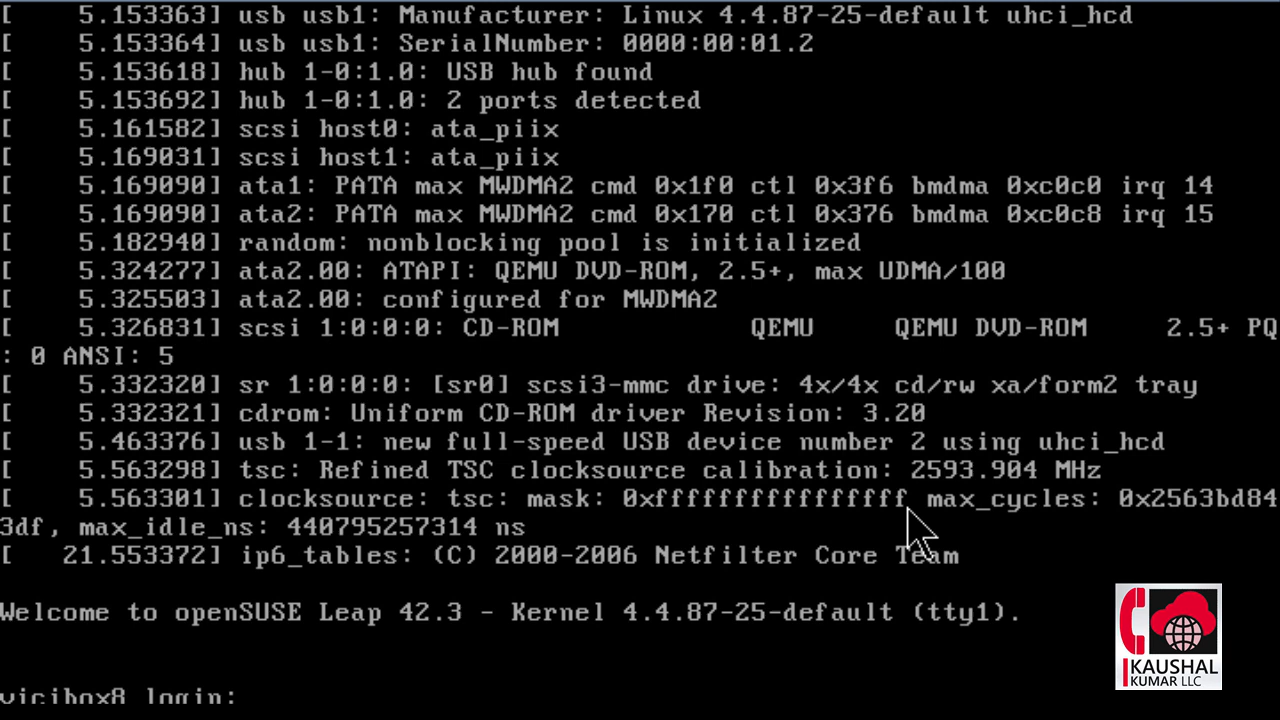 [    5.153363] usb usb1: Manufacturer: Linux 4.4.87-25-default uhci_hcd
[    5.153364] usb usb1: SerialNumber: 0000:00:01.2
[    5.153618] hub 1-0:1.0: USB hub found
[    5.153692] hub 1-0:1.0: 2 ports detected
[    5.161582] scsi host0: ata_piix
[    5.169031] scsi host1: ata_piix
[    5.169090] ata1: PATA max MWDMA2 cmd 0x1f0 ctl 0x3f6 bmdma 0xc0c0 irq 14
[    5.169090] ata2: PATA max MWDMA2 cmd 0x170 ctl 0x376 bmdma 0xc0c8 irq 15
[    5.182940] random: nonblocking pool is initialized
[    5.324277] ata2.00: ATAPI: QEMU DVD-ROM, 2.5+, max UDMA/100
[    5.325503] ata2.00: configured for MWDMA2
[    5.326831] scsi 1:0:0:0: CD-ROM            QEMU     QEMU DVD-ROM     2.5+ PQ
: 0 ANSI: 5
[    5.332320] sr 1:0:0:0: [sr0] scsi3-mmc drive: 4x/4x cd/rw xa/form2 tray
[    5.332321] cdrom: Uniform CD-ROM driver Revision: 3.20
[    5.463376] usb 1-1: new full-speed USB device number 2 using uhci_hcd
[    5.563298] tsc: Refined TSC clocksource calibration: 2593.904 MHz
[    5.563301] clocksource: tsc: mask: 0xffffffffffffffff max_cycles: 0x2563bd84
3df, max_idle_ns: 440795257314 ns
[   21.553372] ip6_tables: (C) 2000-2006 Netfilter Core Team
Welcome to openSUSE Leap 42.3 - Kernel 4.4.87-25-default (tty1).
vicibox8 login:
KAUSHAL
KUMAR LLC